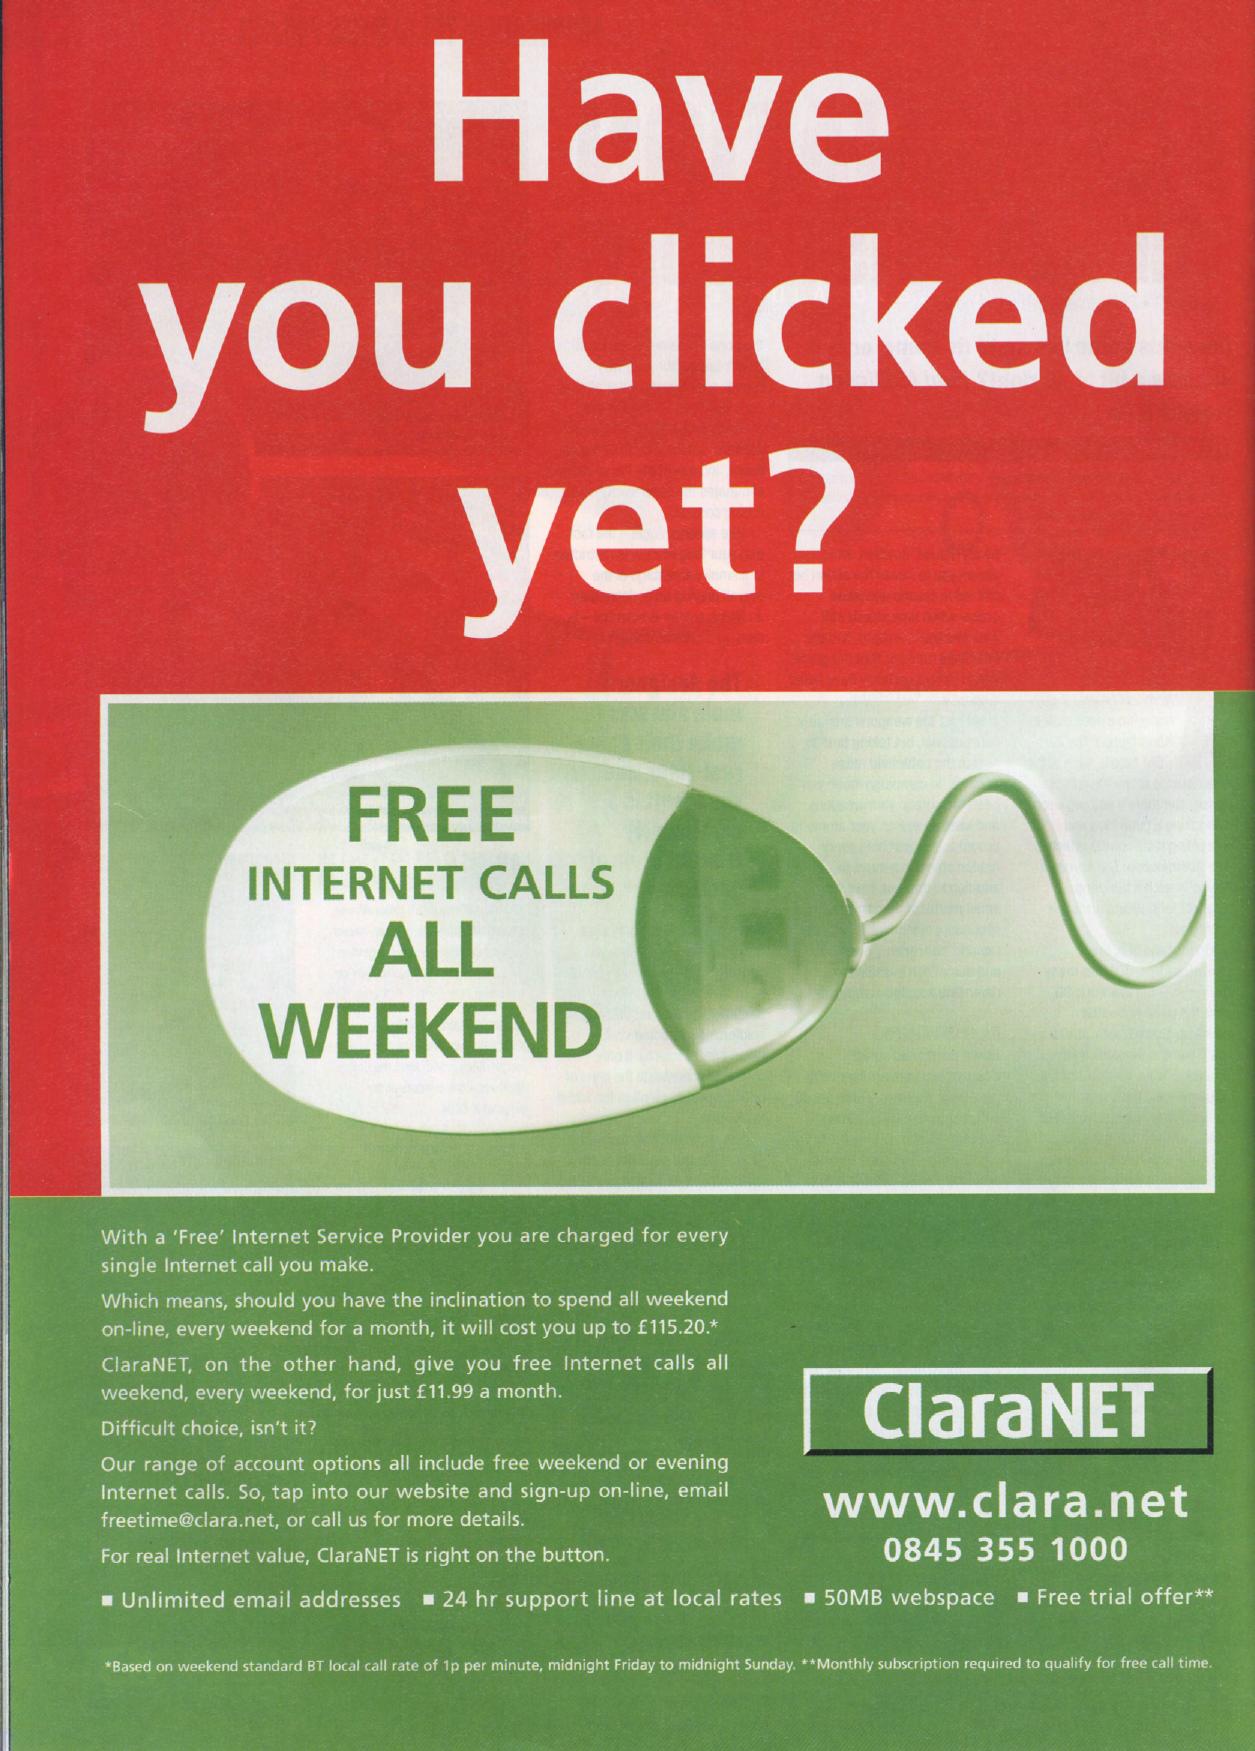 Have
you clicked
yet?
FREE
INTERNET CALLS
ALL
WEEKEND
With a 'Free' Internet Service Provider you are charged for every
single Internet call you make.
Which means, should you have the inclination to spend all weekend
on-line, every weekend for a month, it will cost you up to £115.20.*
ClaraNET, on the other hand, give you free Internet calls all
weekend, every weekend, for just £11.99 a month.
Difficult choice, isn't it?
Our range of account options all include free weekend or evening
Internet calls. So, tap into our website and sign-up on-line, email
freetime@clara.net, or call us for more details.
For real Internet value, ClaraNET is right on the button.
ClaraNET
www.clara.net
0845 355 1000
▪ Unlimited email addresses ▪ 24 hr support line at local rates ▪ 50MB webspace ▪ Free trial offer**
*Based on weekend standard BT local call rate of 1p per minute, midnight Friday to midnight Sunday. **Monthly subscription required to qualify for free call time.